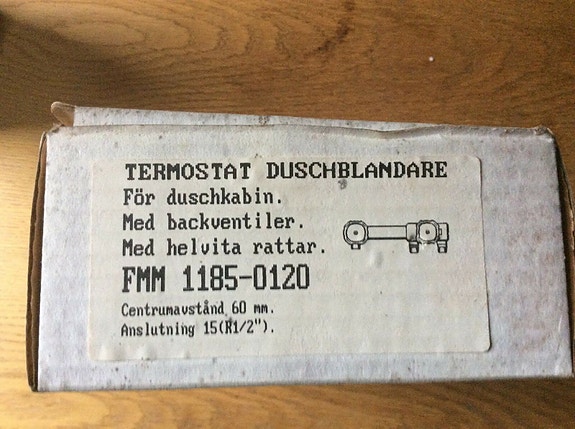 TERMOSTAT DUSCHBLANDARE
För duschkabin.
Med backventiler.
Med helvita rattar.
FMM 1185-0120
Centrumavstånd 60 mm.
Anslutning 15(R1/2").